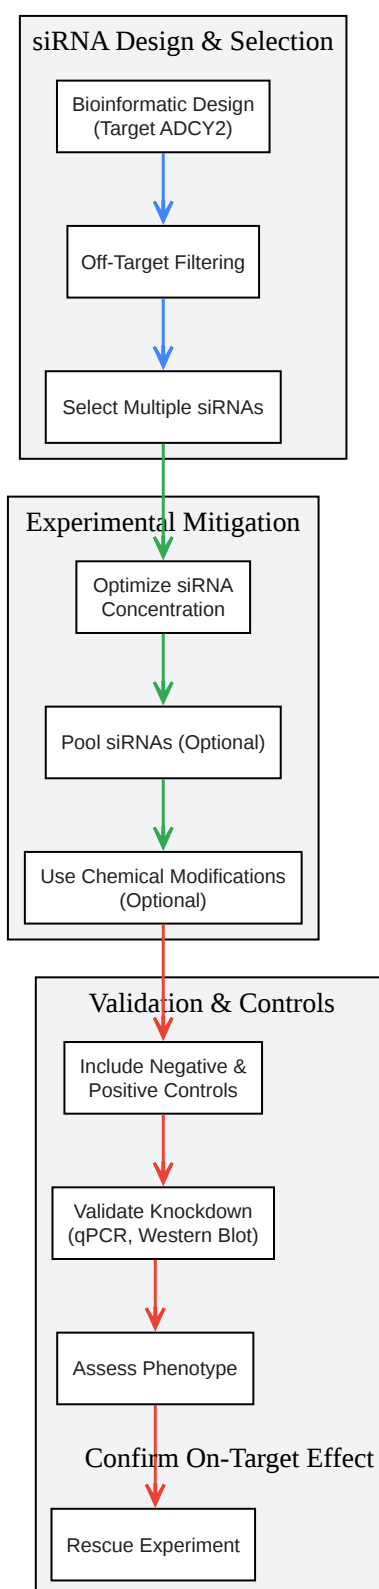 siRNA Design & Selection
Bioinformatic Design
(Target ADCY2)
Off-Target Filtering
Select Multiple siRNAs
Experimental Mitigation
Optimize siRNA
Concentration
Pool siRNAs (Optional)
Use Chemical Modifications
(Optional)
Validation & Controls
Include Negative &
Positive Controls
Validate Knockdown
(qPCR, Western Blot)
Assess Phenotype
Confirm On-Target Effect
Rescue Experiment